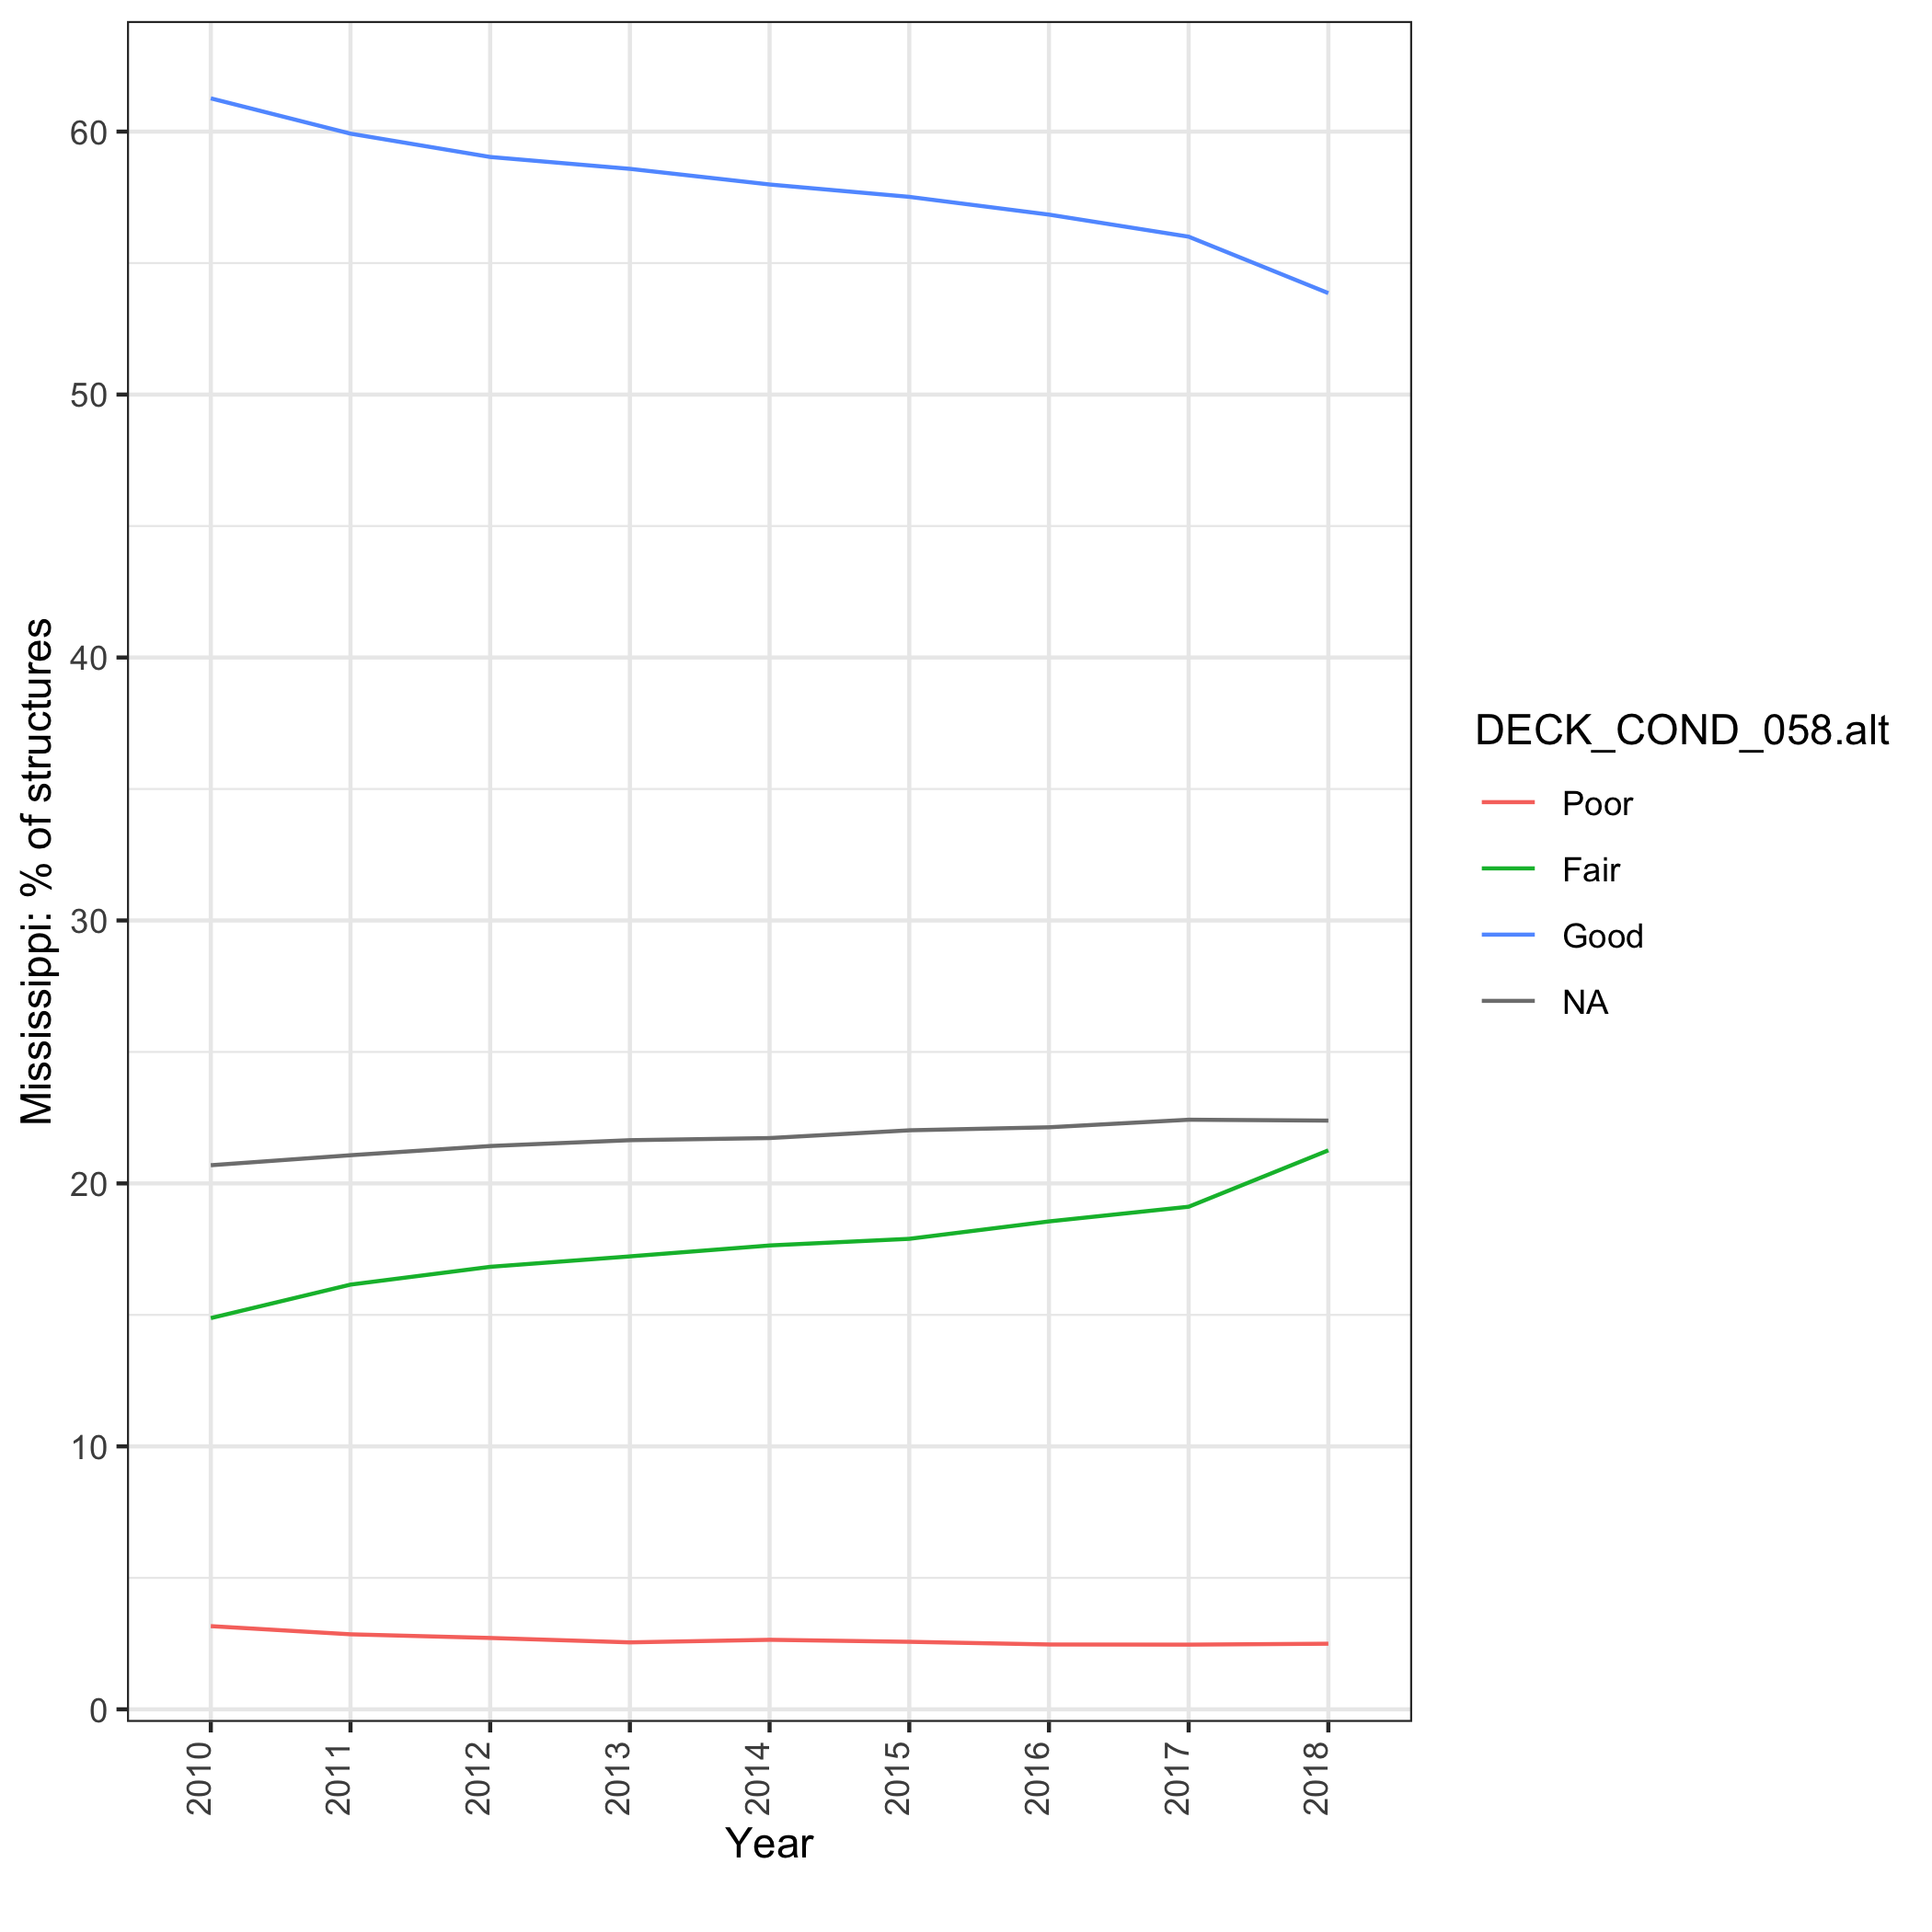 Mississippi: % of structures
60
50
40
30
20
10
0
2010
2011
2012
2013
2014
2015
2016
2017
2018
Year
DECK_COND_058.alt
Poor
Fair
Good
NA